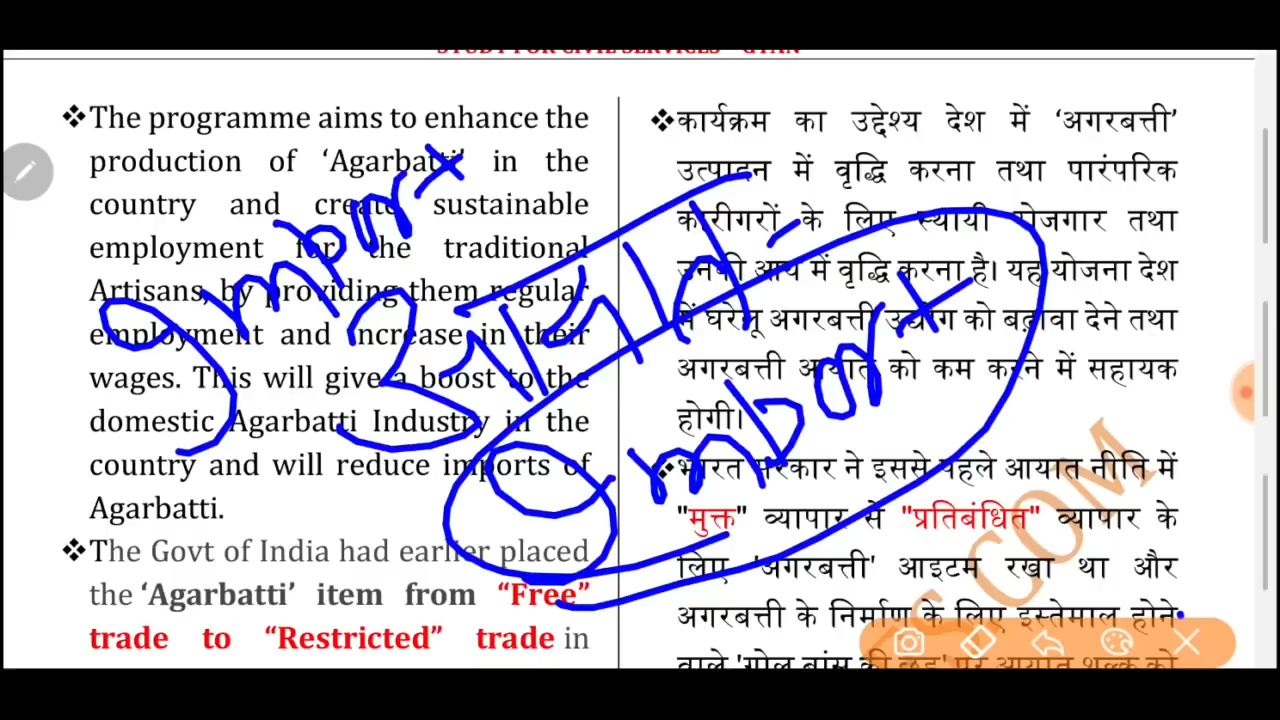 STUDY FOR CIVIL SERVICES – GYAN
❖The programme aims to enhance the
production of ‘Agarbatti’ in the
country and create sustainable
employment for the traditional
Artisans, by providing them regular
employment and increase in their
wages. This will give a boost to the
domestic Agarbatti Industry in the
country and will reduce imports of
Agarbatti.
❖The Govt of India had earlier placed
the ‘Agarbatti’ item from “Free”
trade to “Restricted” trade in
❖कार्यक्रम का उद्देश्य देश में ‘अगरबत्ती’
उत्पादन में वृद्धि करना तथा पारंपरिक
कारीगरों के लिए स्थायी रोजगार तथा
उनकी आय में वृद्धि करना है। यह योजना देश
में घरेलू अगरबत्ती उद्योग को बढ़ावा देने तथा
अगरबत्ती आयात को कम करने में सहायक
होगी।
❖भारत सरकार ने इससे पहले आयात नीति में
"मुक्त" व्यापार से "प्रतिबंधित" व्यापार के
लिए 'अगरबत्ती' आइटम रखा था और
अगरबत्ती के निर्माण के लिए इस्तेमाल होने
वाले 'गोल बांस की छड़' पर आयात शुल्क को
Import